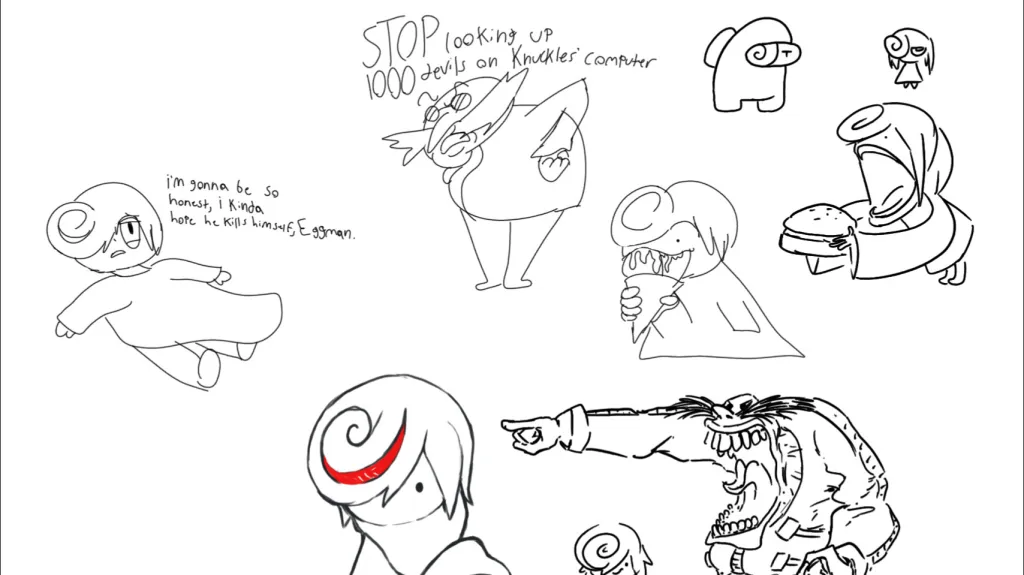 STOP looking up
1000 devils on Knuckles' computer
i'm gonna be so
honest, i kinda
hope he kills himself, Eggman.